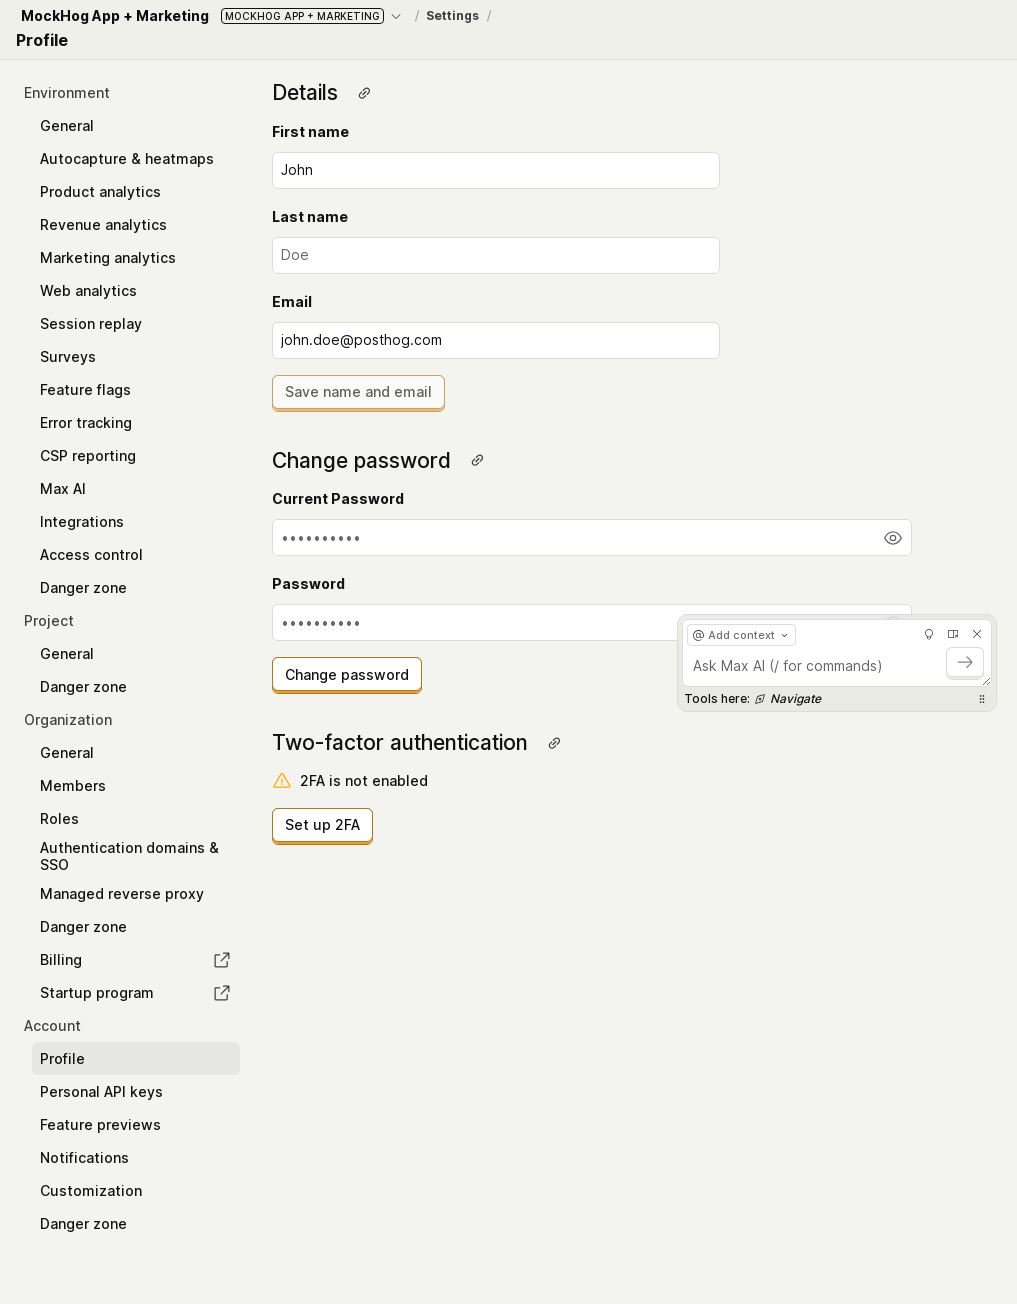 MockHog App + Marketing MOCKHOG APP + MARKETING / Settings /
Profile
Environment
General
Autocapture & heatmaps
Product analytics
Revenue analytics
Marketing analytics
Web analytics
Session replay
Surveys
Feature flags
Error tracking
CSP reporting
Max AI
Integrations
Access control
Danger zone
Project
General
Danger zone
Organization
General
Members
Roles
Authentication domains &
SSO
Managed reverse proxy
Danger zone
Billing
Startup program
Account
Profile
Personal API keys
Feature previews
Notifications
Customization
Danger zone
Details
First name
John
Last name
Doe
Email
john.doe@posthog.com
Save name and email
Change password
Current Password
••••••••••
Password
••••••••••
Change password
Two-factor authentication
2FA is not enabled
Set up 2FA
@ Add context
Ask Max AI (/ for commands)
Tools here: Navigate